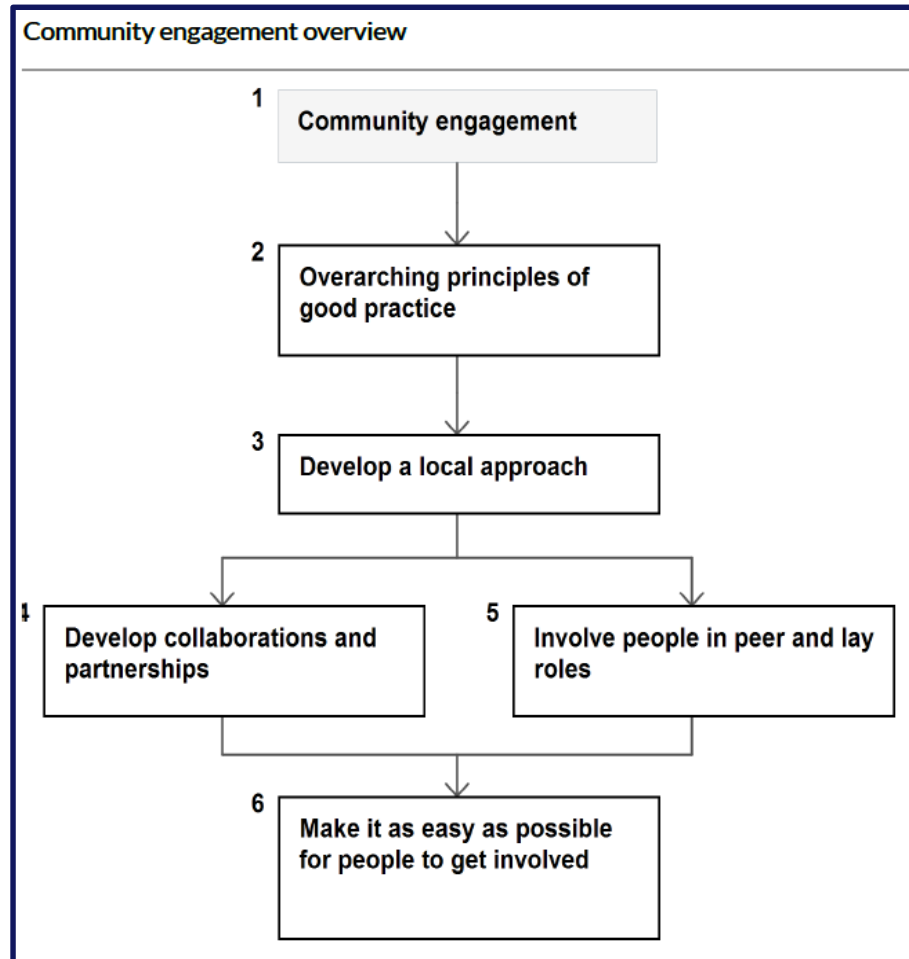 Community engagement overview
1
Community engagement
2
Overarching principles of
good practice
3
Develop a local approach
4
Develop collaborations and
partnerships
5
Involve people in peer and lay
roles
6
Make it as easy as possible
for people to get involved